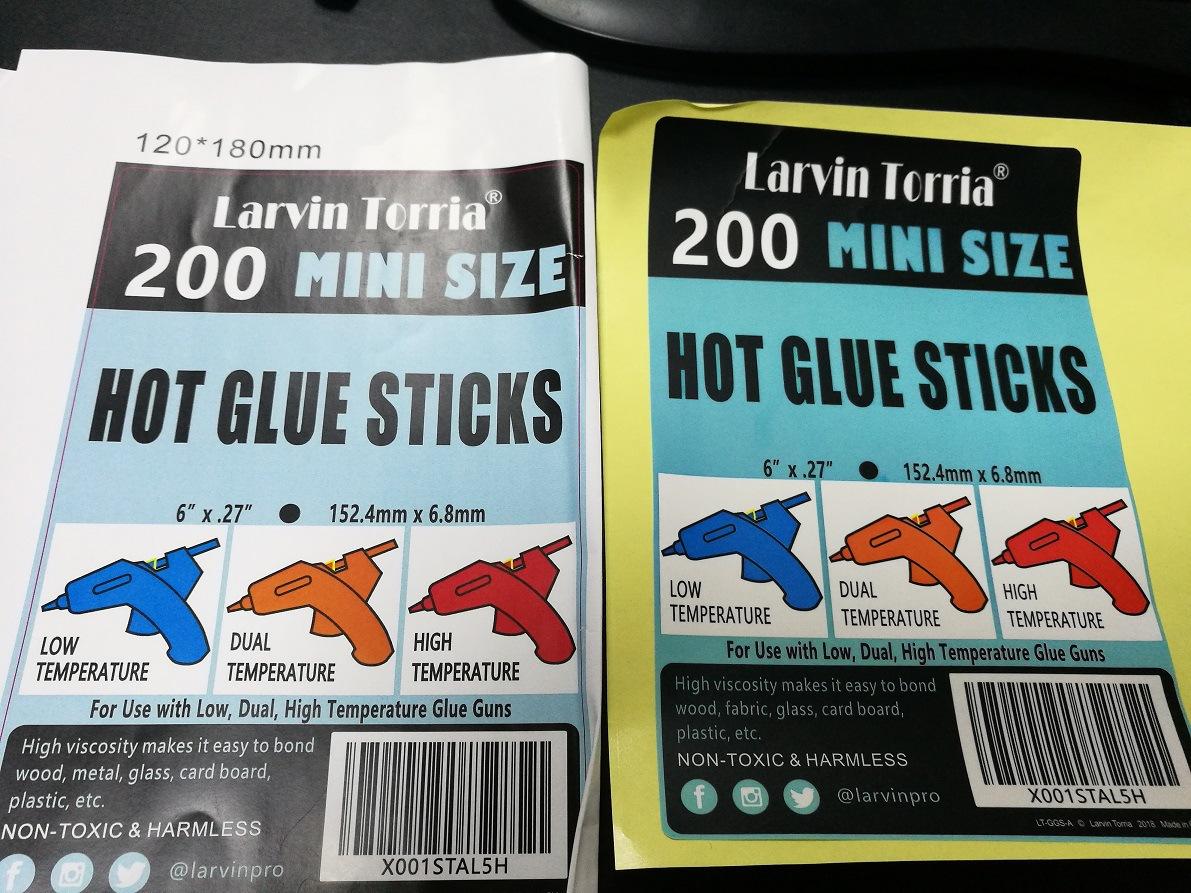 120*180mm
Larvin Torria®
200 MINI SIZE
HOT GLUE STICKS
6” x .27” ● 152.4mm x 6.8mm
LOW
TEMPERATURE
DUAL
TEMPERATURE
HIGH
TEMPERATURE
For Use with Low, Dual, High Temperature Glue Guns
High viscosity makes it easy to bond
wood, metal, glass, card board,
plastic, etc.
NON-TOXIC & HARMLESS
@larvinpro
X001STAL5H
Larvin Torria®
200 MINI SIZE
HOT GLUE STICKS
6” x .27” ● 152.4mm x 6.8mm
LOW
TEMPERATURE
DUAL
TEMPERATURE
HIGH
TEMPERATURE
For Use with Low, Dual, High Temperature Glue Guns
High viscosity makes it easy to bond
wood, fabric, glass, card board,
plastic, etc.
NON-TOXIC & HARMLESS
@larvinpro
X001STAL5H
LT-GGS-A © Larvin Torria 2018 Made in